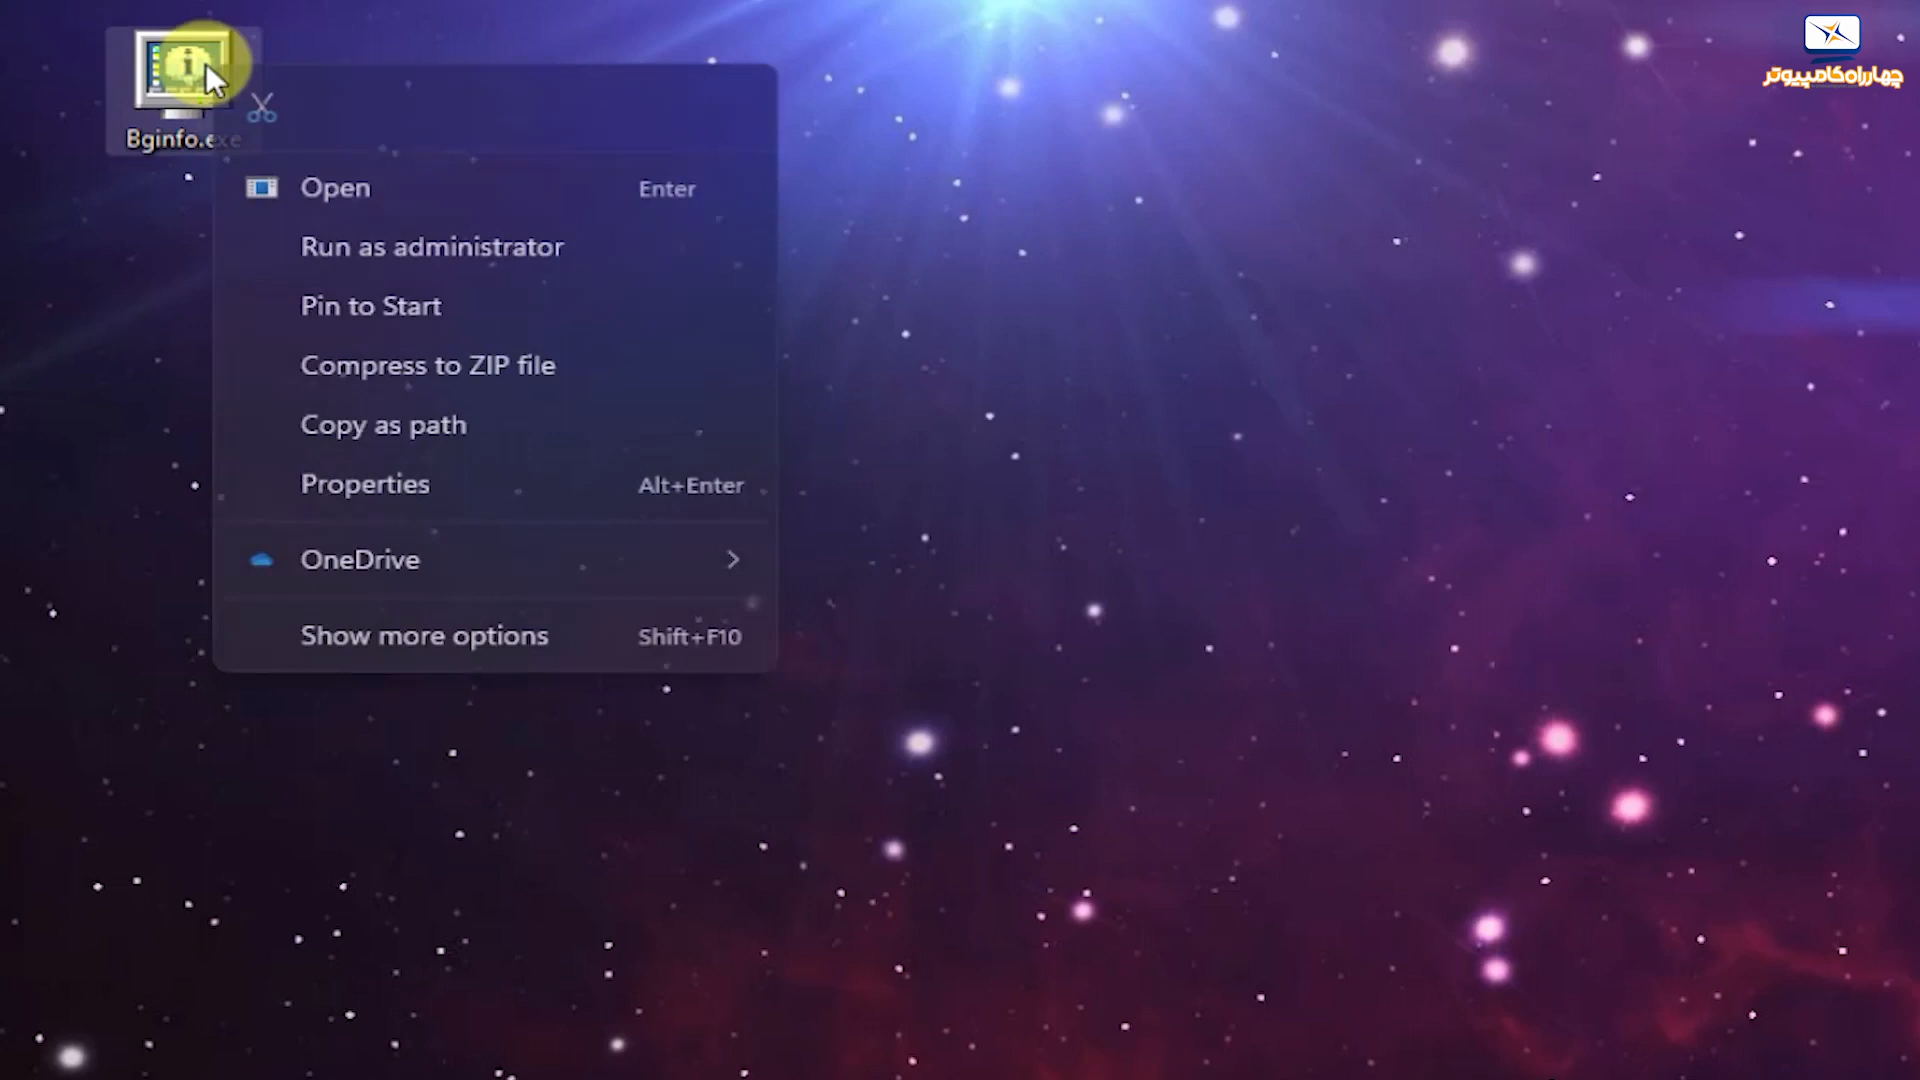 چهارراه کامپیوتر
Bginfo.exe
Open Enter
Run as administrator
Pin to Start
Compress to ZIP file
Copy as path
Properties Alt+Enter
OneDrive
Show more options Shift+F10